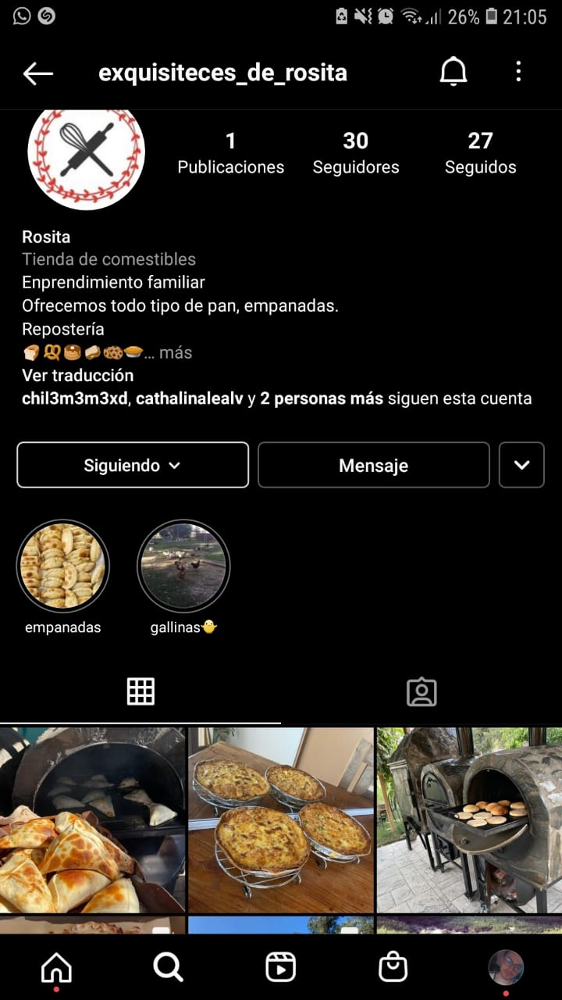 26% 21:05
exquisiteces_de_rosita
1 30 27
Publicaciones Seguidores Seguidos
Rosita
Tienda de comestibles
Enprendimiento familiar
Ofrecemos todo tipo de pan, empanadas.
Repostería
🍞🥨🥞🥪🍪🥧... más
Ver traducción
chil3m3m3xd, cathalinalealv y 2 personas más siguen esta cuenta
Siguiendo Mensaje
empanadas gallinas🐥